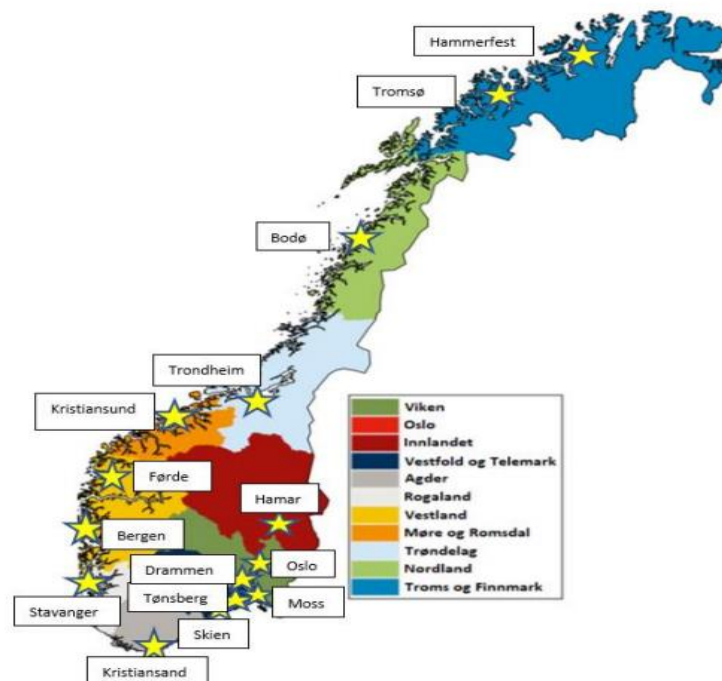 Hammerfest
Tromsø
Bodø
Trondheim
Kristiansund
Førde
Hamar
Bergen
Oslo
Drammen
Tønsberg
Moss
Stavanger
Skien
Kristiansand
Viken
Oslo
Innlandet
Vestfold og Telemark
Agder
Rogaland
Vestland
Møre og Romsdal
Trøndelag
Nordland
Troms og Finnmark